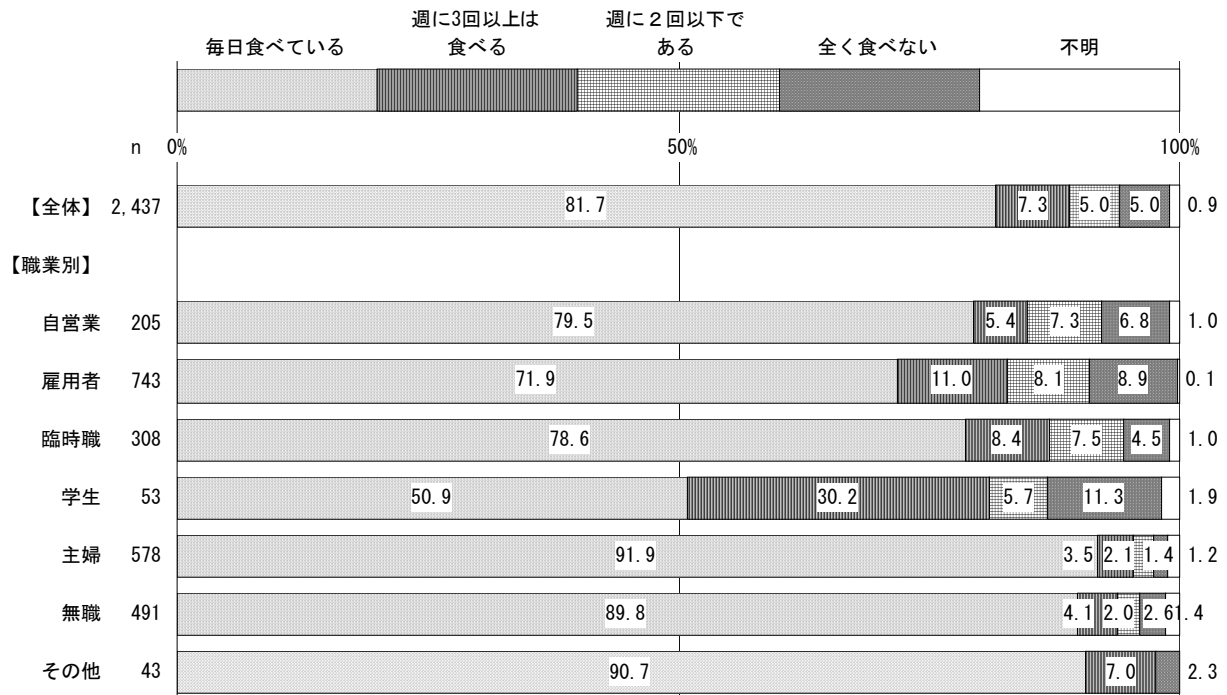 週に3回以上は 週に２回以下で
毎日食べている 食べる ある 全く食べない 不明
n 0% 50% 100%
【全体】 2,437 81.7 7.3 5.0 5.0 0.9
【職業別】
自営業 205 79.5 5.4 7.3 6.8 1.0
雇用者 743 71.9 11.0 8.1 8.9 0.1
臨時職 308 78.6 8.4 7.5 4.5 1.0
学生 53 50.9 30.2 5.7 11.3 1.9
主婦 578 91.9 3.5 2.1 1.4 1.2
無職 491 89.8 4.1 2.0 2.6 1.4
その他 43 90.7 7.0 2.3